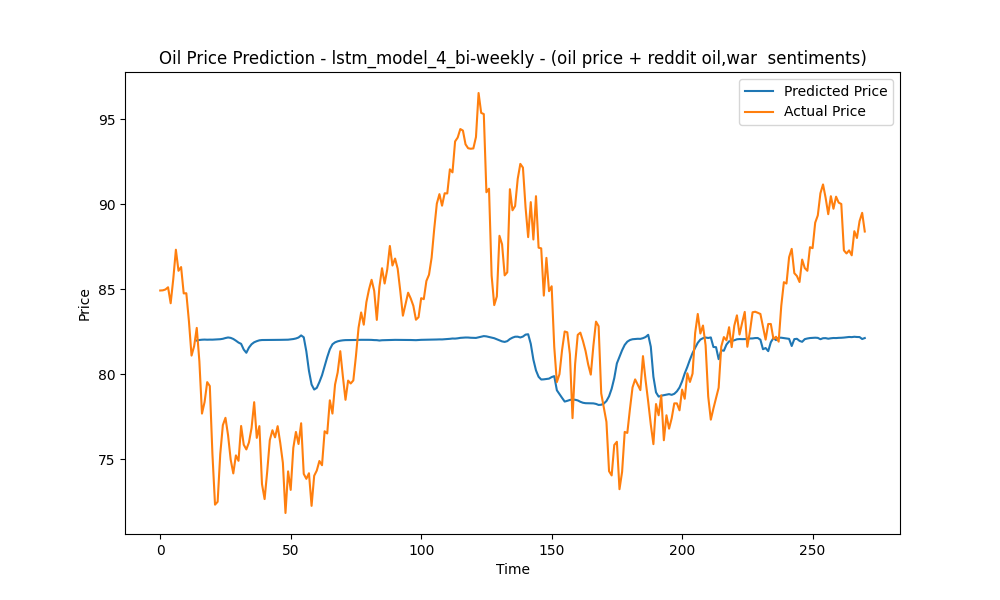 Oil Price Prediction - lstm_model_4_bi-weekly - (oil price + reddit oil,war  sentiments)
Predicted Price
Actual Price
95
90
85
80
75
Price
0 50 100 150 200 250
Time